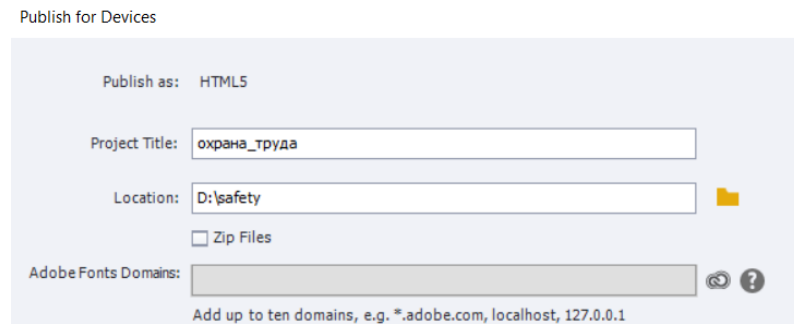 Publish for Devices
Publish as: HTML5
Project Title: охрана_труда
Location: D:\safety
Zip Files
Adobe Fonts Domains:
?
Add up to ten domains, e.g. *.adobe.com, localhost, 127.0.0.1